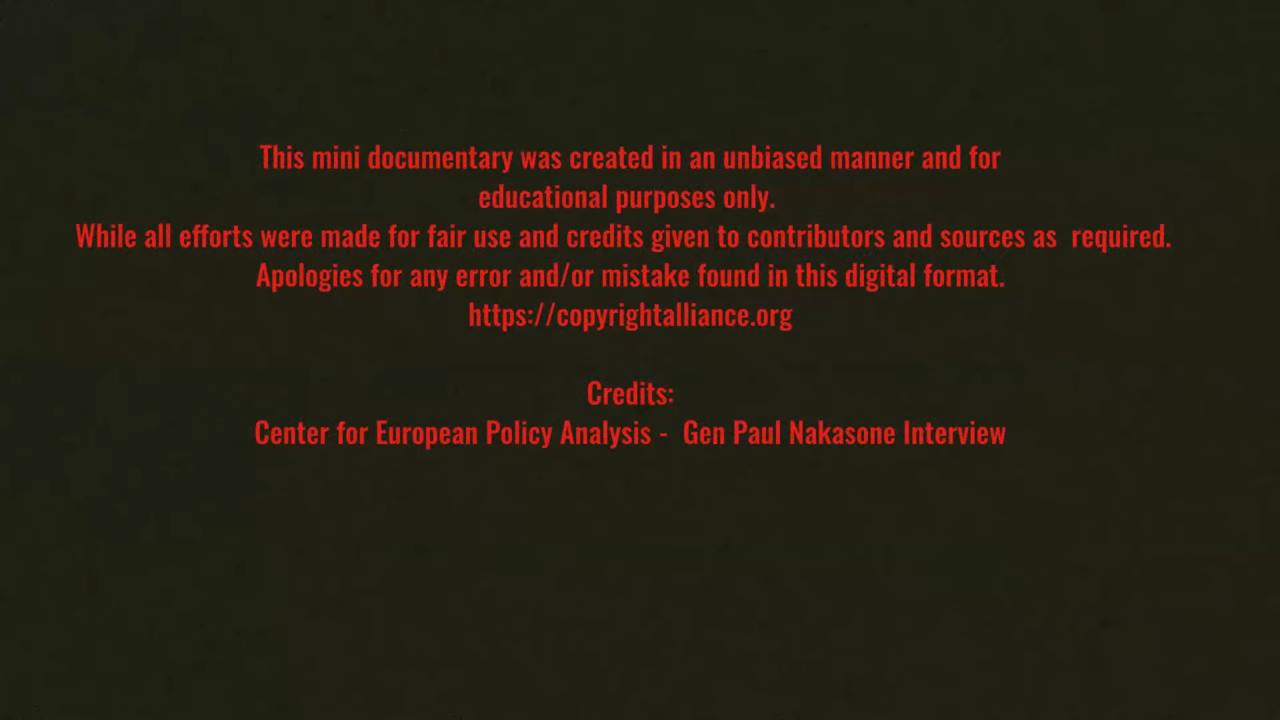 This mini documentary was created in an unbiased manner and for
educational purposes only.
While all efforts were made for fair use and credits given to contributors and sources as  required.
Apologies for any error and/or mistake found in this digital format.
https://copyrightalliance.org
Credits:
Center for European Policy Analysis -  Gen Paul Nakasone Interview